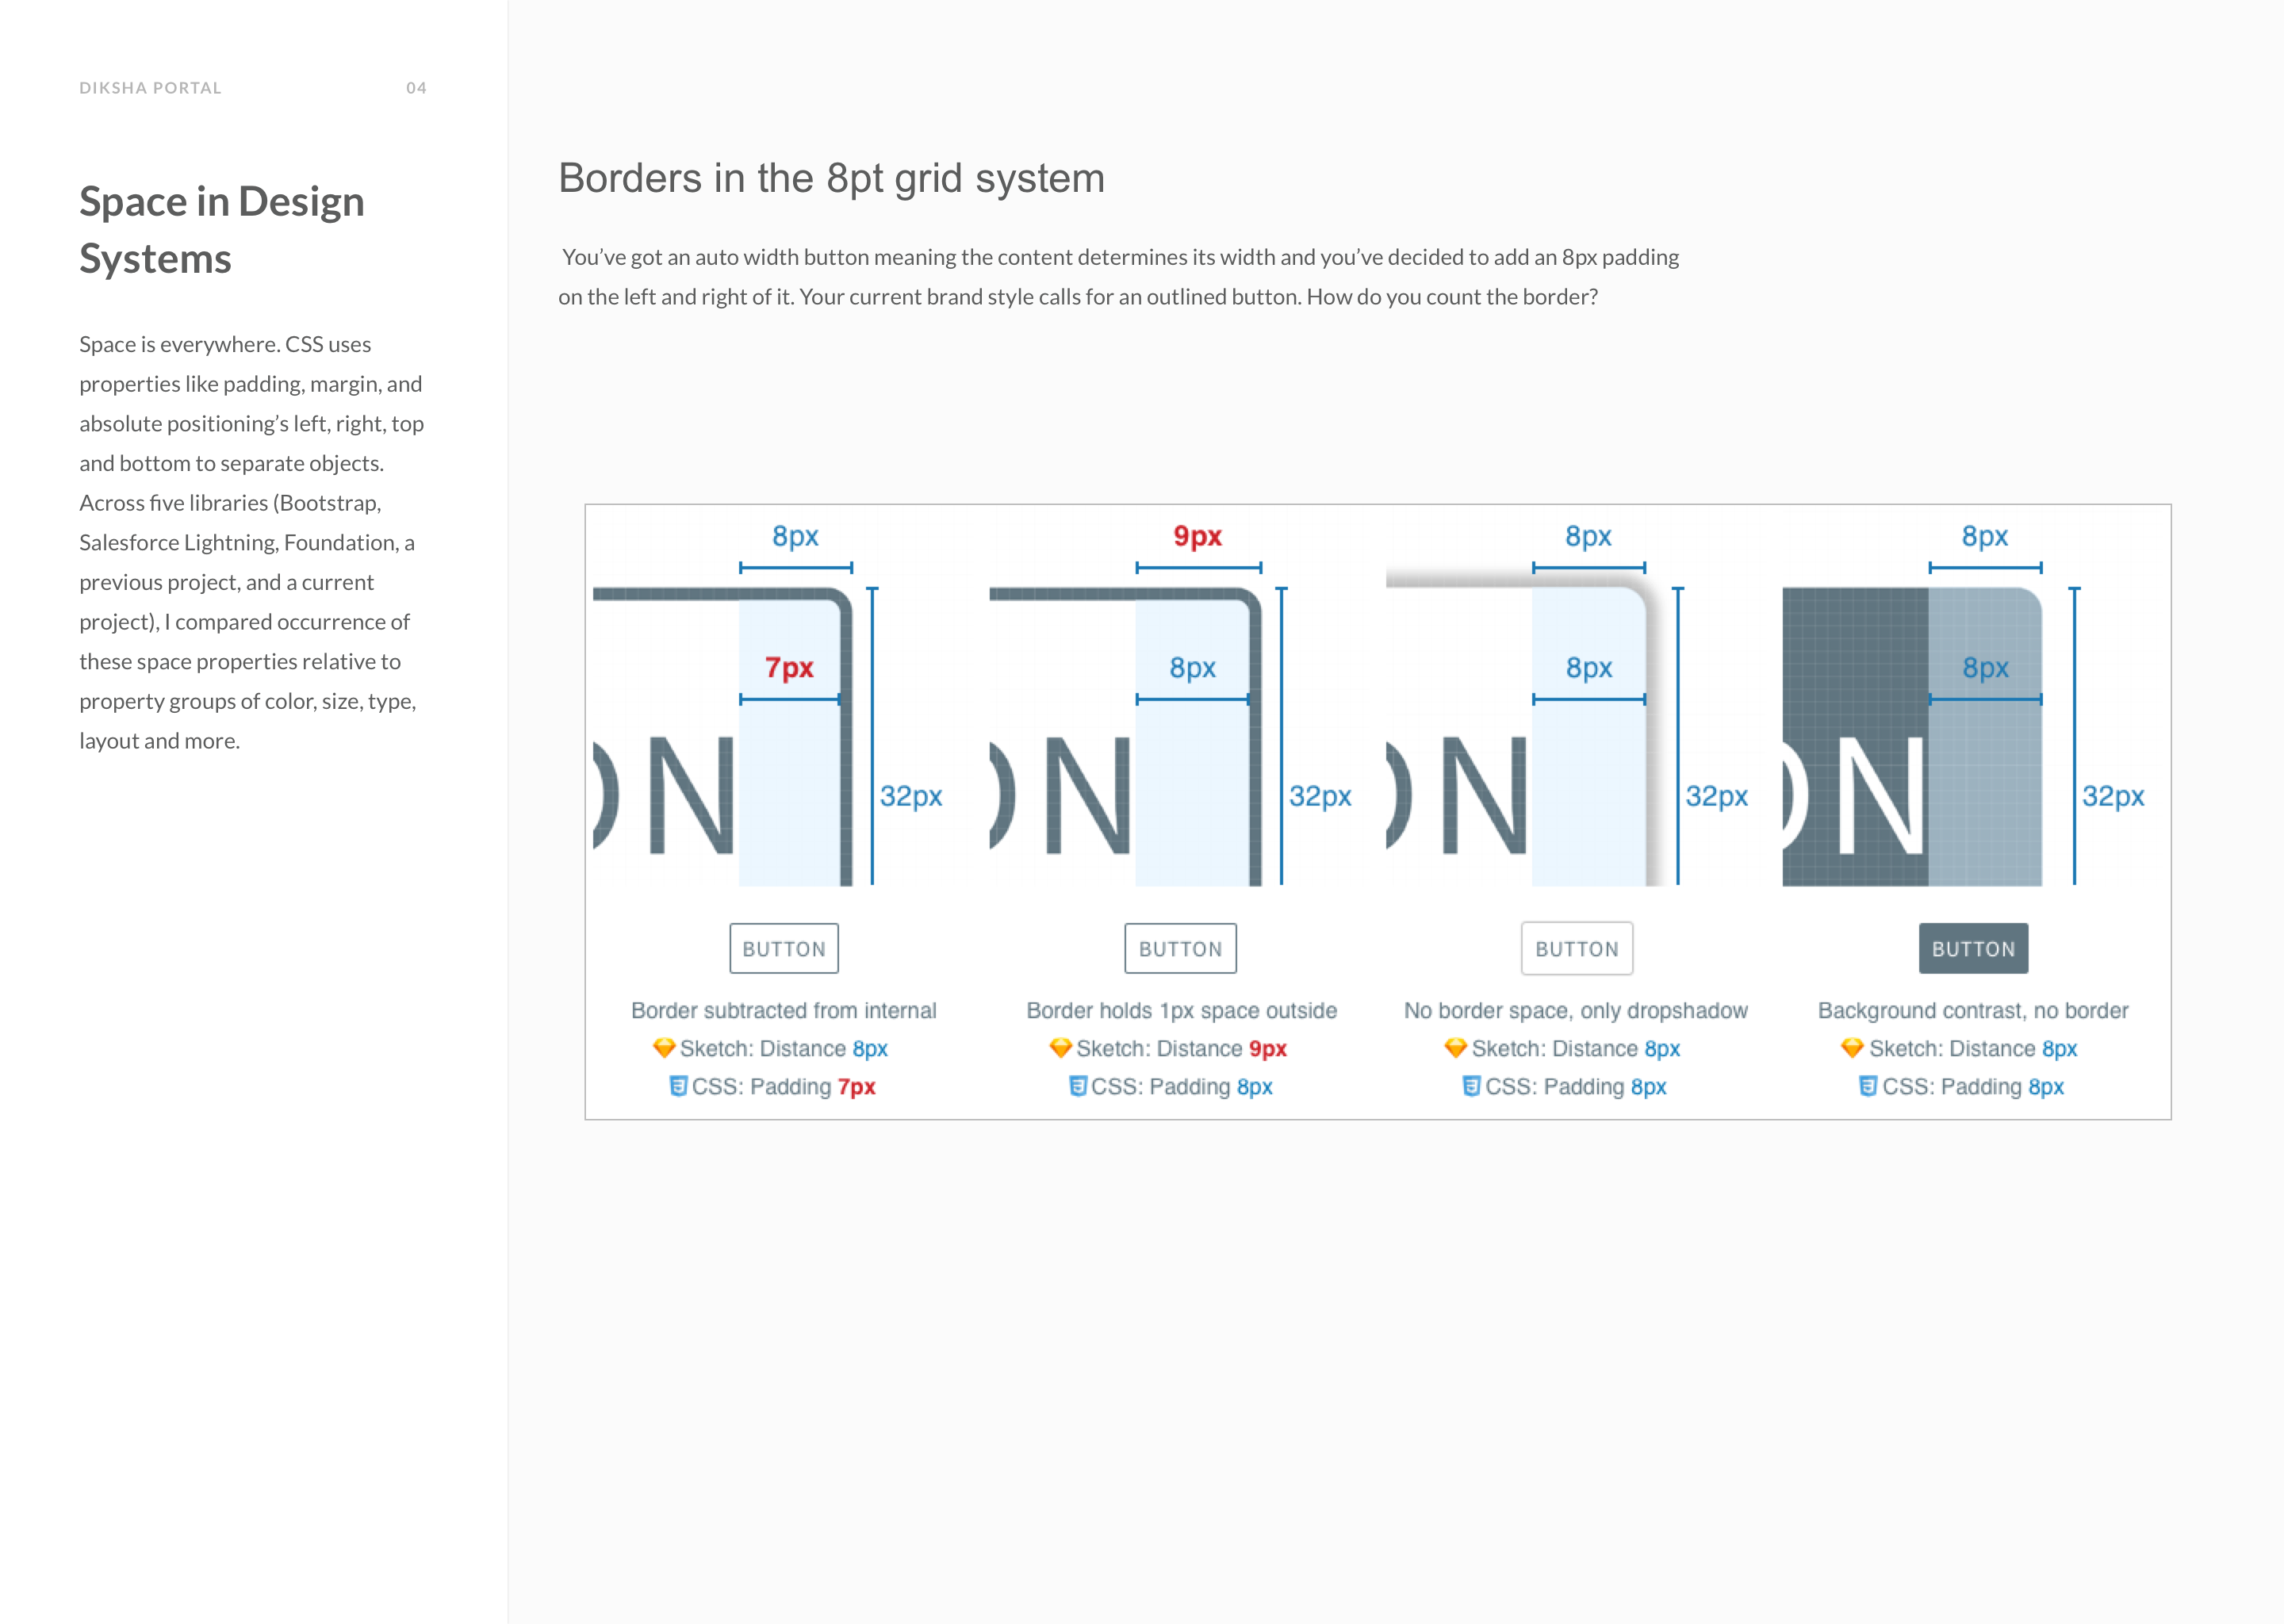 DIKSHA PORTAL 04
Space in Design
Systems
Space is everywhere. CSS uses
properties like padding, margin, and
absolute positioning’s left, right, top
and bottom to separate objects.
Across five libraries (Bootstrap,
Salesforce Lightning, Foundation, a
previous project, and a current
project), I compared occurrence of
these space properties relative to
property groups of color, size, type,
layout and more.
Borders in the 8pt grid system
You’ve got an auto width button meaning the content determines its width and you’ve decided to add an 8px padding
on the left and right of it. Your current brand style calls for an outlined button. How do you count the border?
8px
7px
ON
32px
BUTTON
Border subtracted from internal
Sketch: Distance 8px
CSS: Padding 7px
9px
8px
ON
32px
BUTTON
Border holds 1px space outside
Sketch: Distance 9px
CSS: Padding 8px
8px
8px
ON
32px
BUTTON
No border space, only dropshadow
Sketch: Distance 8px
CSS: Padding 8px
8px
8px
ON
32px
BUTTON
Background contrast, no border
Sketch: Distance 8px
CSS: Padding 8px